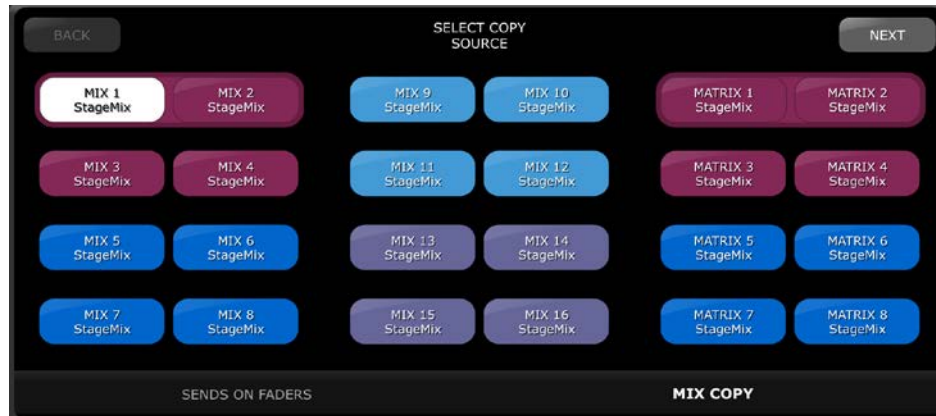 BACK
SELECT COPY
SOURCE
NEXT
MIX 1
StageMix
MIX 2
StageMix
MIX 9
StageMix
MIX 10
StageMix
MATRIX 1
StageMix
MATRIX 2
StageMix
MIX 3
StageMix
MIX 4
StageMix
MIX 11
StageMix
MIX 12
StageMix
MATRIX 3
StageMix
MATRIX 4
StageMix
MIX 5
StageMix
MIX 6
StageMix
MIX 13
StageMix
MIX 14
StageMix
MATRIX 5
StageMix
MATRIX 6
StageMix
MIX 7
StageMix
MIX 8
StageMix
MIX 15
StageMix
MIX 16
StageMix
MATRIX 7
StageMix
MATRIX 8
StageMix
SENDS ON FADERS
MIX COPY